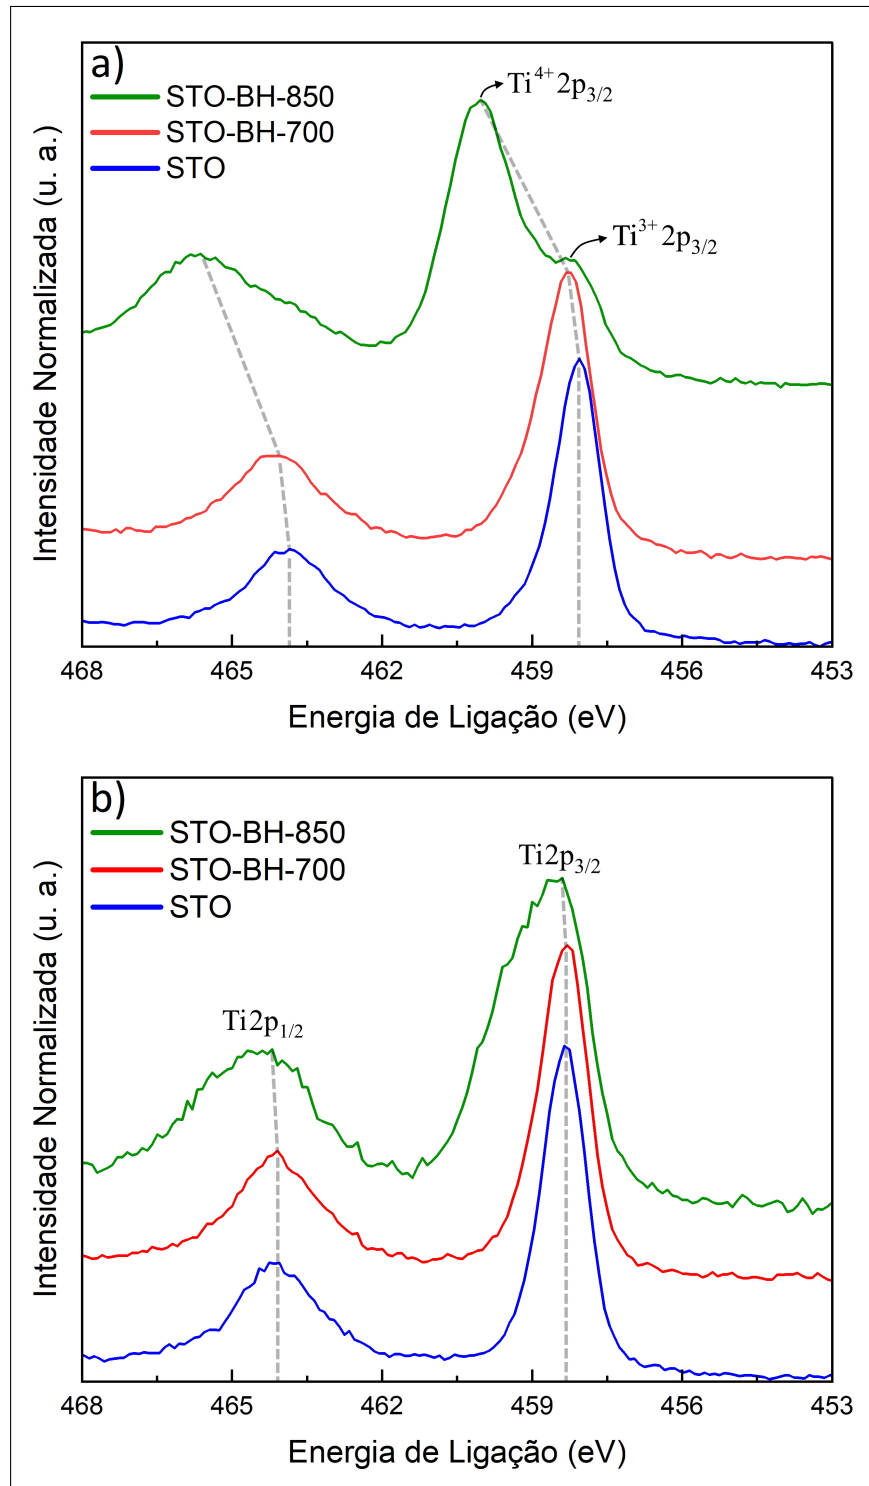 a)
STO-BH-850
STO-BH-700
STO
Ti4+ 2p3/2
Ti3+ 2p3/2
Intensidade Normalizada (u. a.)
468 465 462 459 456 453
Energia de Ligação (eV)
b)
STO-BH-850
STO-BH-700
STO
Ti2p3/2
Ti2p1/2
Intensidade Normalizada (u. a.)
468 465 462 459 456 453
Energia de Ligação (eV)